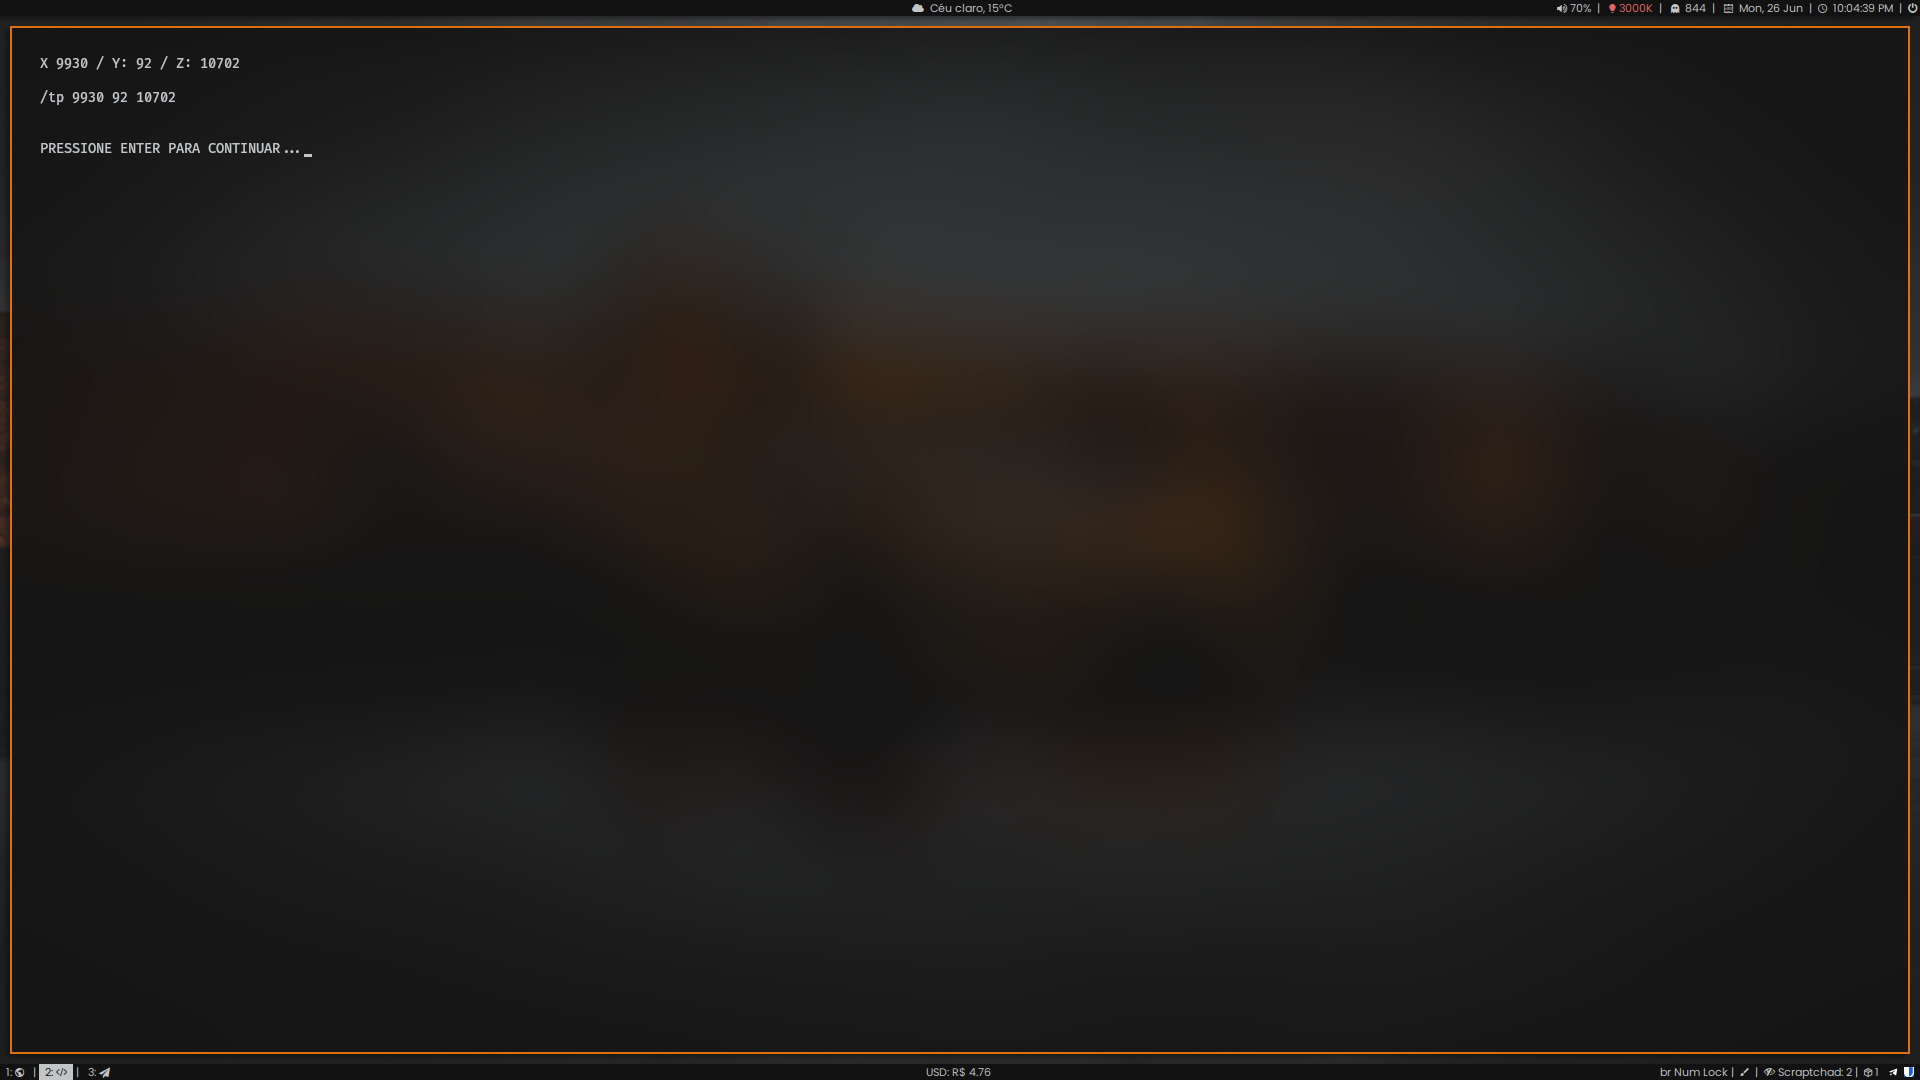 Céu claro, 15°C
70% | 3000K | 844 | Mon, 26 Jun | 10:04:39 PM |
X 9930 / Y: 92 / Z: 10702
/tp 9930 92 10702
PRESSIONE ENTER PARA CONTINUAR..._
1: | 2: </> | 3:
USD: R$ 4.76
br Num Lock | | Scraptchad: 2 | 1